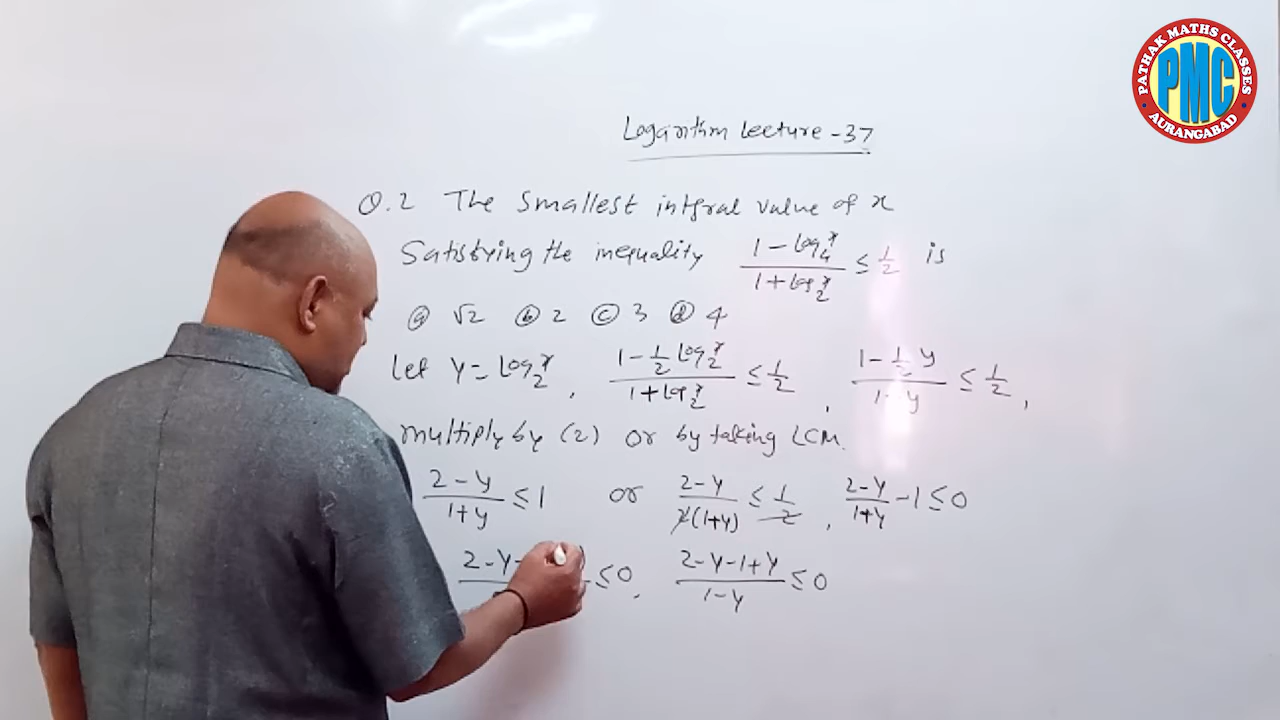 PATHAK MATHS CLASSES
PMC
AURANGABAD
Logarithm Lecture - 37
Q.2 The smallest integral value of x
Satisfying the inequality (1 - log₄ˣ)/(1 + log₂ˣ) ≤ 1/2 is
ⓐ √2 ⓑ 2 ⓒ 3 ⓓ 4
Let Y = log₂ˣ, (1 - 1/2 log₂ˣ)/(1 + log₂ˣ) ≤ 1/2, (1 - 1/2 y)/(1 - y) ≤ 1/2,
multiply by (2) or by taking LCM.
(2 - y)/(1 + y) ≤ 1 or (2 - y)/(2(1 + y)) ≤ 1/2, (2 - y)/(1 + y) - 1 ≤ 0
2 - y - ≤ 0, (2 - y - 1 + y)/(1 - y) ≤ 0